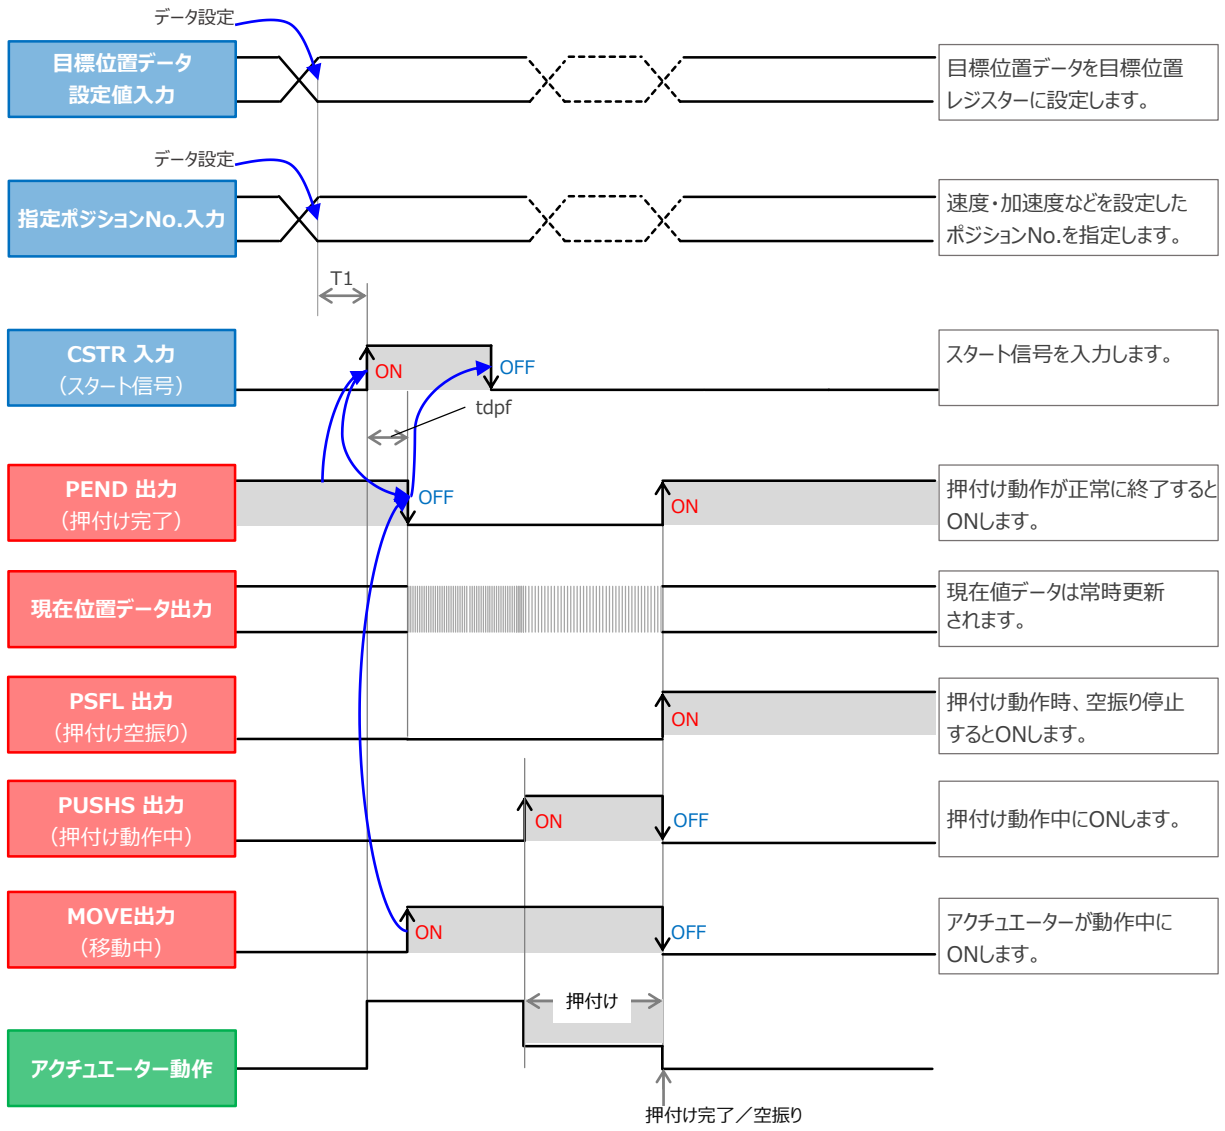 データ設定
目標位置データ
設定値入力
目標位置データを目標位置
レジスターに設定します。
データ設定
指定ポジションNo.入力
速度・加速度などを設定した
ポジションNo.を指定します。
T1
CSTR 入力
（スタート信号）
ON
OFF
スタート信号を入力します。
tdpf
PEND 出力
（押付け完了）
OFF
ON
押付け動作が正常に終了すると
ONします。
現在位置データ出力
現在値データは常時更新
されます。
PSFL 出力
（押付け空振り）
ON
押付け動作時、空振り停止
するとONします。
PUSHS 出力
（押付け動作中）
ON
OFF
押付け動作中にONします。
MOVE出力
（移動中）
ON
OFF
アクチュエーターが動作中に
ONします。
押付け
アクチュエーター動作
押付け完了／空振り